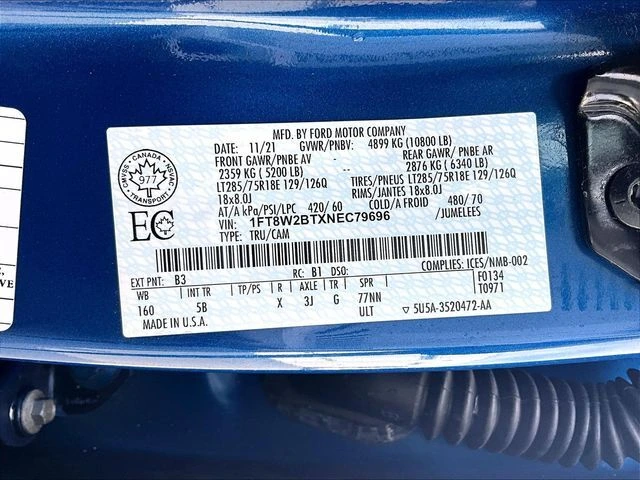 MFD. BY FORD MOTOR COMPANY
DATE: 11/21 GVWR/PNBV: 4899 KG (10800 LB)
FRONT GAWR/PNBE AV - REAR GAWR/ PNBE AR -
2359 KG ( 5200 LB) 2876 KG ( 6340 LB)
LT285/75R18E 129/126Q TIRES/PNEUS LT285/75R18E 129/126Q
18x8.0J RIMS/JANTES 18x8.0J
AT/A kPa/PSI/LPC 420/ 60 COLD/A FROID 480/ 70
VIN: 1FT8W2BTXNEC79696 /JUMELEES
TYPE: TRU/CAM
CANADA
CMVSS NSVAC
977
TRANSPORT
EC
EXT PNT: B3 RC: B1 DSO: COMPLIES: ICES/NMB-002
WB INT TR TP/PS R AXLE TR SPR F0134
160 5B X 3J G 77NN T0971
ULT ▽ 5U5A-3520472-AA
MADE IN U.S.A.
VE